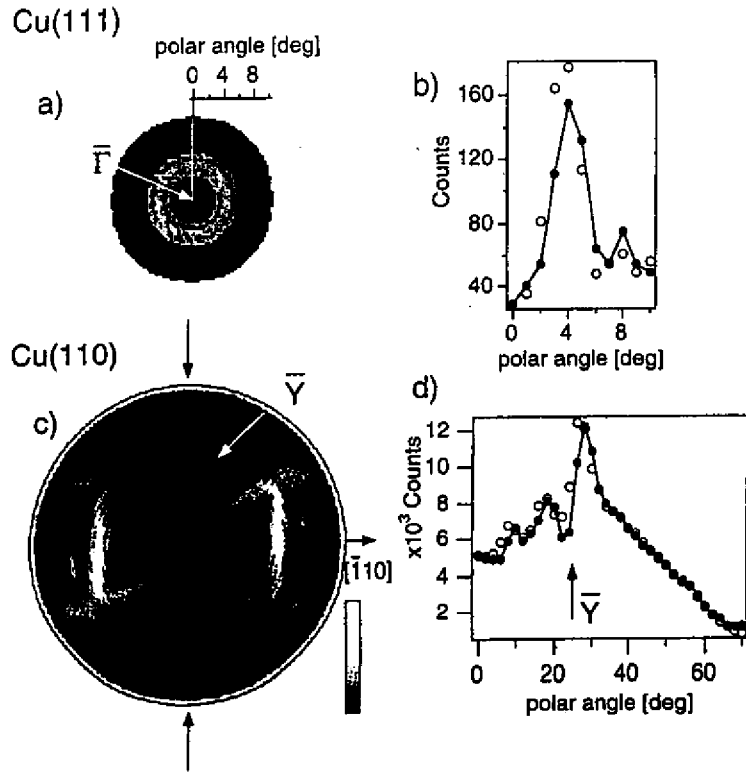 Cu(111)
polar angle [deg]
0 4 8
a)
Γ̅
b)
160
120
80
40
Counts
0 4 8
polar angle [deg]
Cu(110)
c)
Y̅
[1̅10]
d)
12
10
8
6
4
2
x10³ Counts
Y̅
0 20 40 60
polar angle [deg]